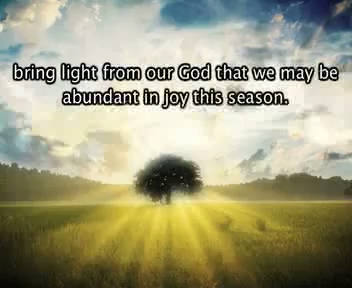 bring light from our God that we may be
abundant in joy this season.